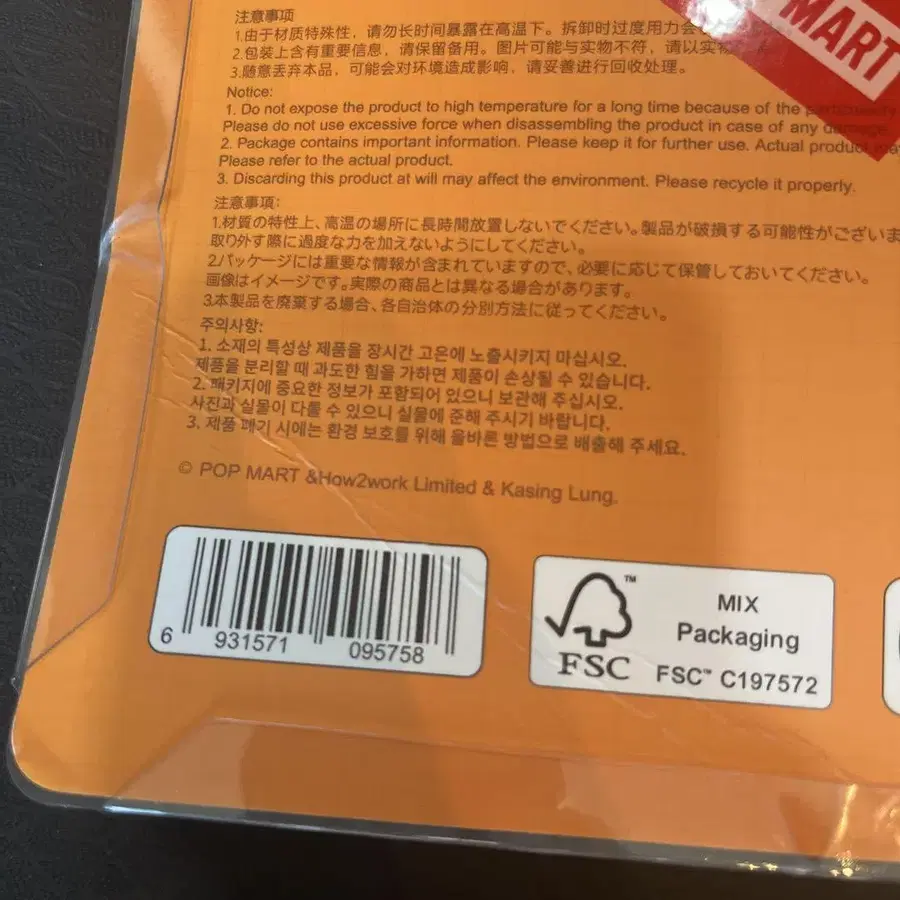 注意事项
1.由于材质特殊性，请勿长时间暴露在高温下。拆卸时过度用力会
2.包装上含有重要信息，请保留备用。图片可能与实物不符，请以实物
3.随意丢弃本品，可能会对环境造成影响，请妥善进行回收处理。
MART
Notice:
1. Do not expose the product to high temperature for a long time because of the particularity
Please do not use excessive force when disassembling the product in case of any damage.
2. Package contains important information. Please keep it for further use. Actual product may
Please refer to the actual product.
3. Discarding this product at will may affect the environment. Please recycle it properly.
注意事項:
1.材質の特性上、高温の場所に長時間放置しないでください。製品が破損する可能性がございま
取り外す際に過度な力を加えないようにしてください。
2.パッケージには重要な情報が含まれていますので、必要に応じて保管しておいてください。
画像はイメージです。実際の商品とは異なる場合があります。
3.本製品を廃棄する場合、各自治体の分別方法に従ってください。
주의사항:
1. 소재의 특성상 제품을 장시간 고온에 노출시키지 마십시오.
제품을 분리할 때 과도한 힘을 가하면 제품이 손상될 수 있습니다.
2. 패키지에 중요한 정보가 포함되어 있으니 보관해 주십시오.
사진과 실물이 다를 수 있으니 실물에 준해 주시기 바랍니다.
3. 제품 폐기 시에는 환경 보호를 위해 올바른 방법으로 배출해 주세요.
© POP MART &How2work Limited & Kasing Lung.
6 931571 095758
FSC
MIX
Packaging
FSC™ C197572